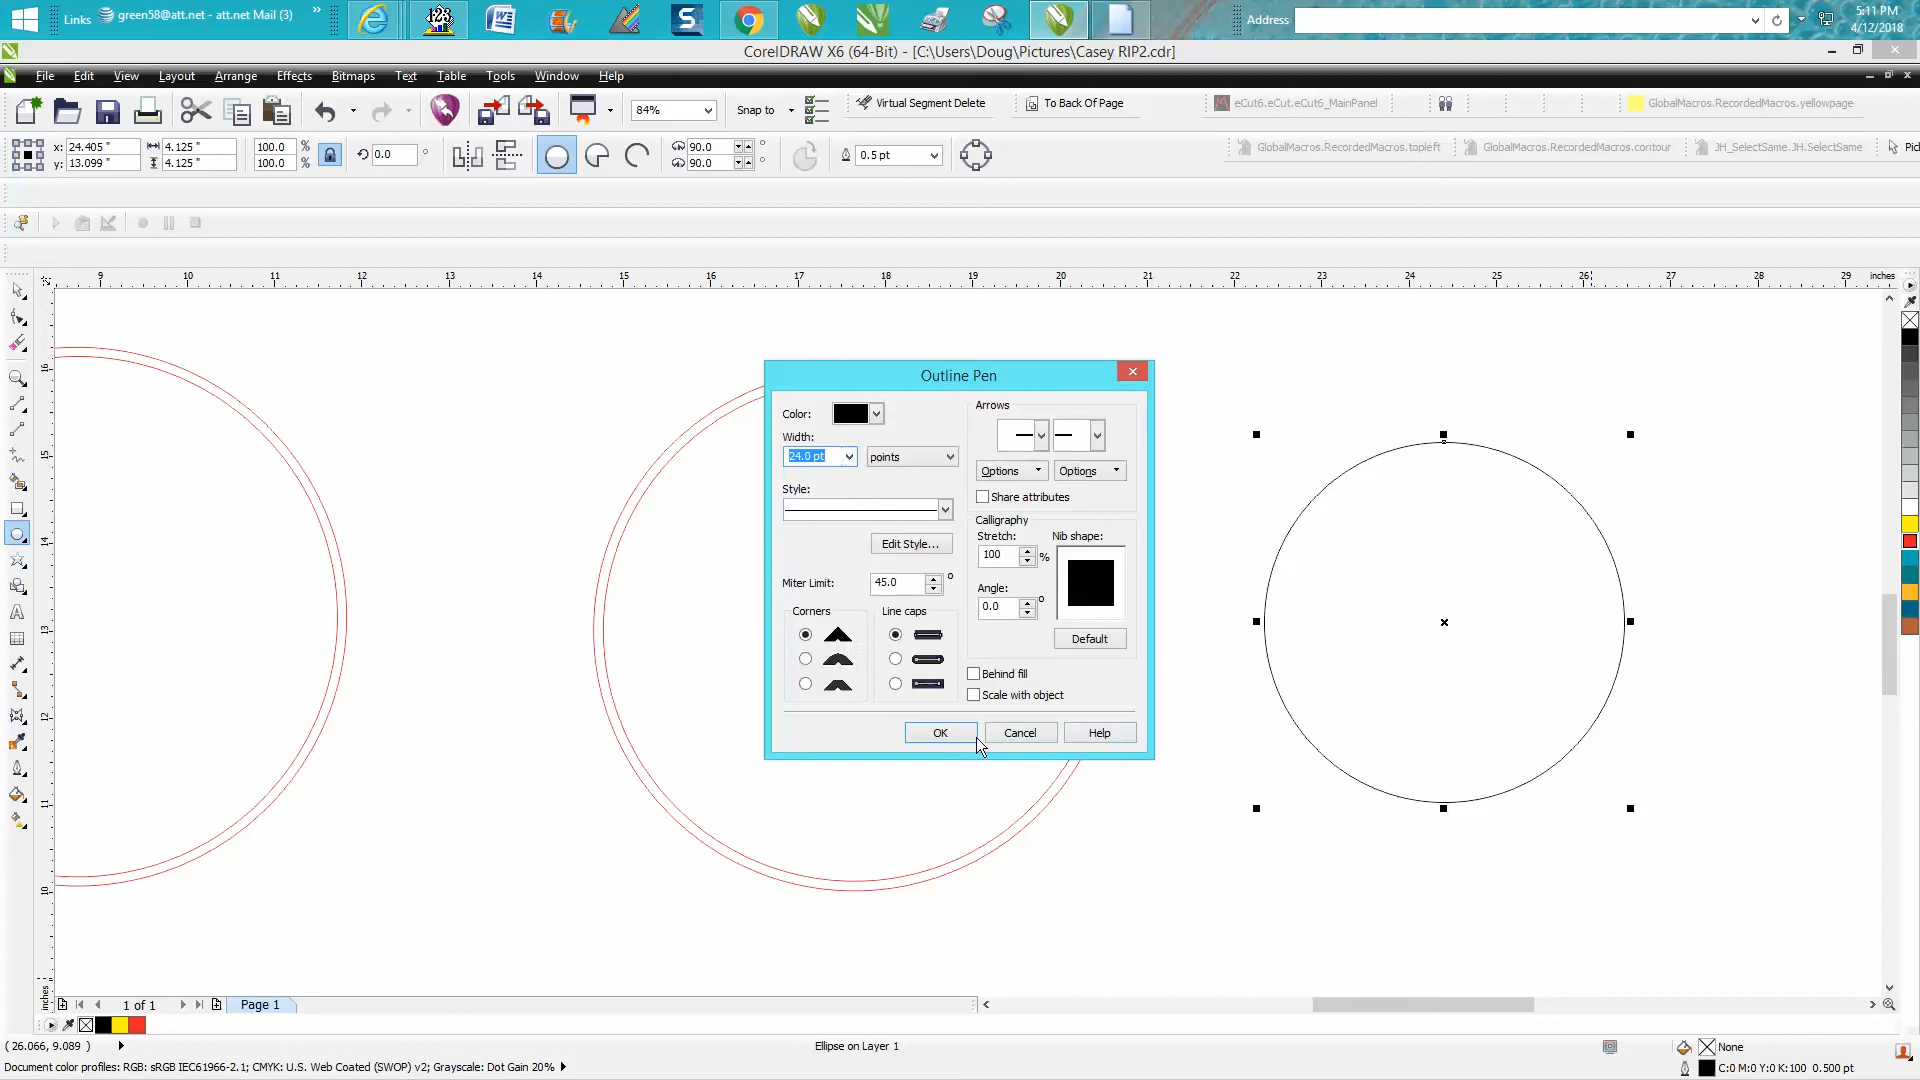 Links green58@att.net - att.net Mail (3) » Address 5:11 PM
4/12/2018
CorelDRAW X6 (64-Bit) - [C:\Users\Doug\Pictures\Casey RIP2.cdr]
File Edit View Layout Arrange Effects Bitmaps Text Table Tools Window Help
84% Snap to Virtual Segment Delete To Back Of Page eCut6.eCut.eCut6_MainPanel GlobalMacros.RecordedMacros.yellowpage
x: 24.405 " 4.125 " 100.0 % 0.0 ° 90.0 ° 0.5 pt GlobalMacros.RecordedMacros.topleft GlobalMacros.RecordedMacros.contour JH_SelectSame.JH.SelectSame Pick
y: 13.099 " 4.125 " 100.0 % 90.0
9 10 11 12 13 14 15 16 17 18 19 20 21 22 23 24 25 26 27 28 29 inches
16
15
14
13
12
11
10
inches
Outline Pen
Color:
Width:
24.0 pt points
Style:
Edit Style...
Miter Limit: 45.0 °
Corners Line caps
Arrows
Options Options
Share attributes
Calligraphy
Stretch: Nib shape:
100 %
Angle:
0.0 °
Default
Behind fill
Scale with object
OK Cancel Help
1 of 1 Page 1
( 26.066, 9.089 ) Ellipse on Layer 1 None
Document color profiles: RGB: sRGB IEC61966-2.1; CMYK: U.S. Web Coated (SWOP) v2; Grayscale: Dot Gain 20% C:0 M:0 Y:0 K:100 0.500 pt